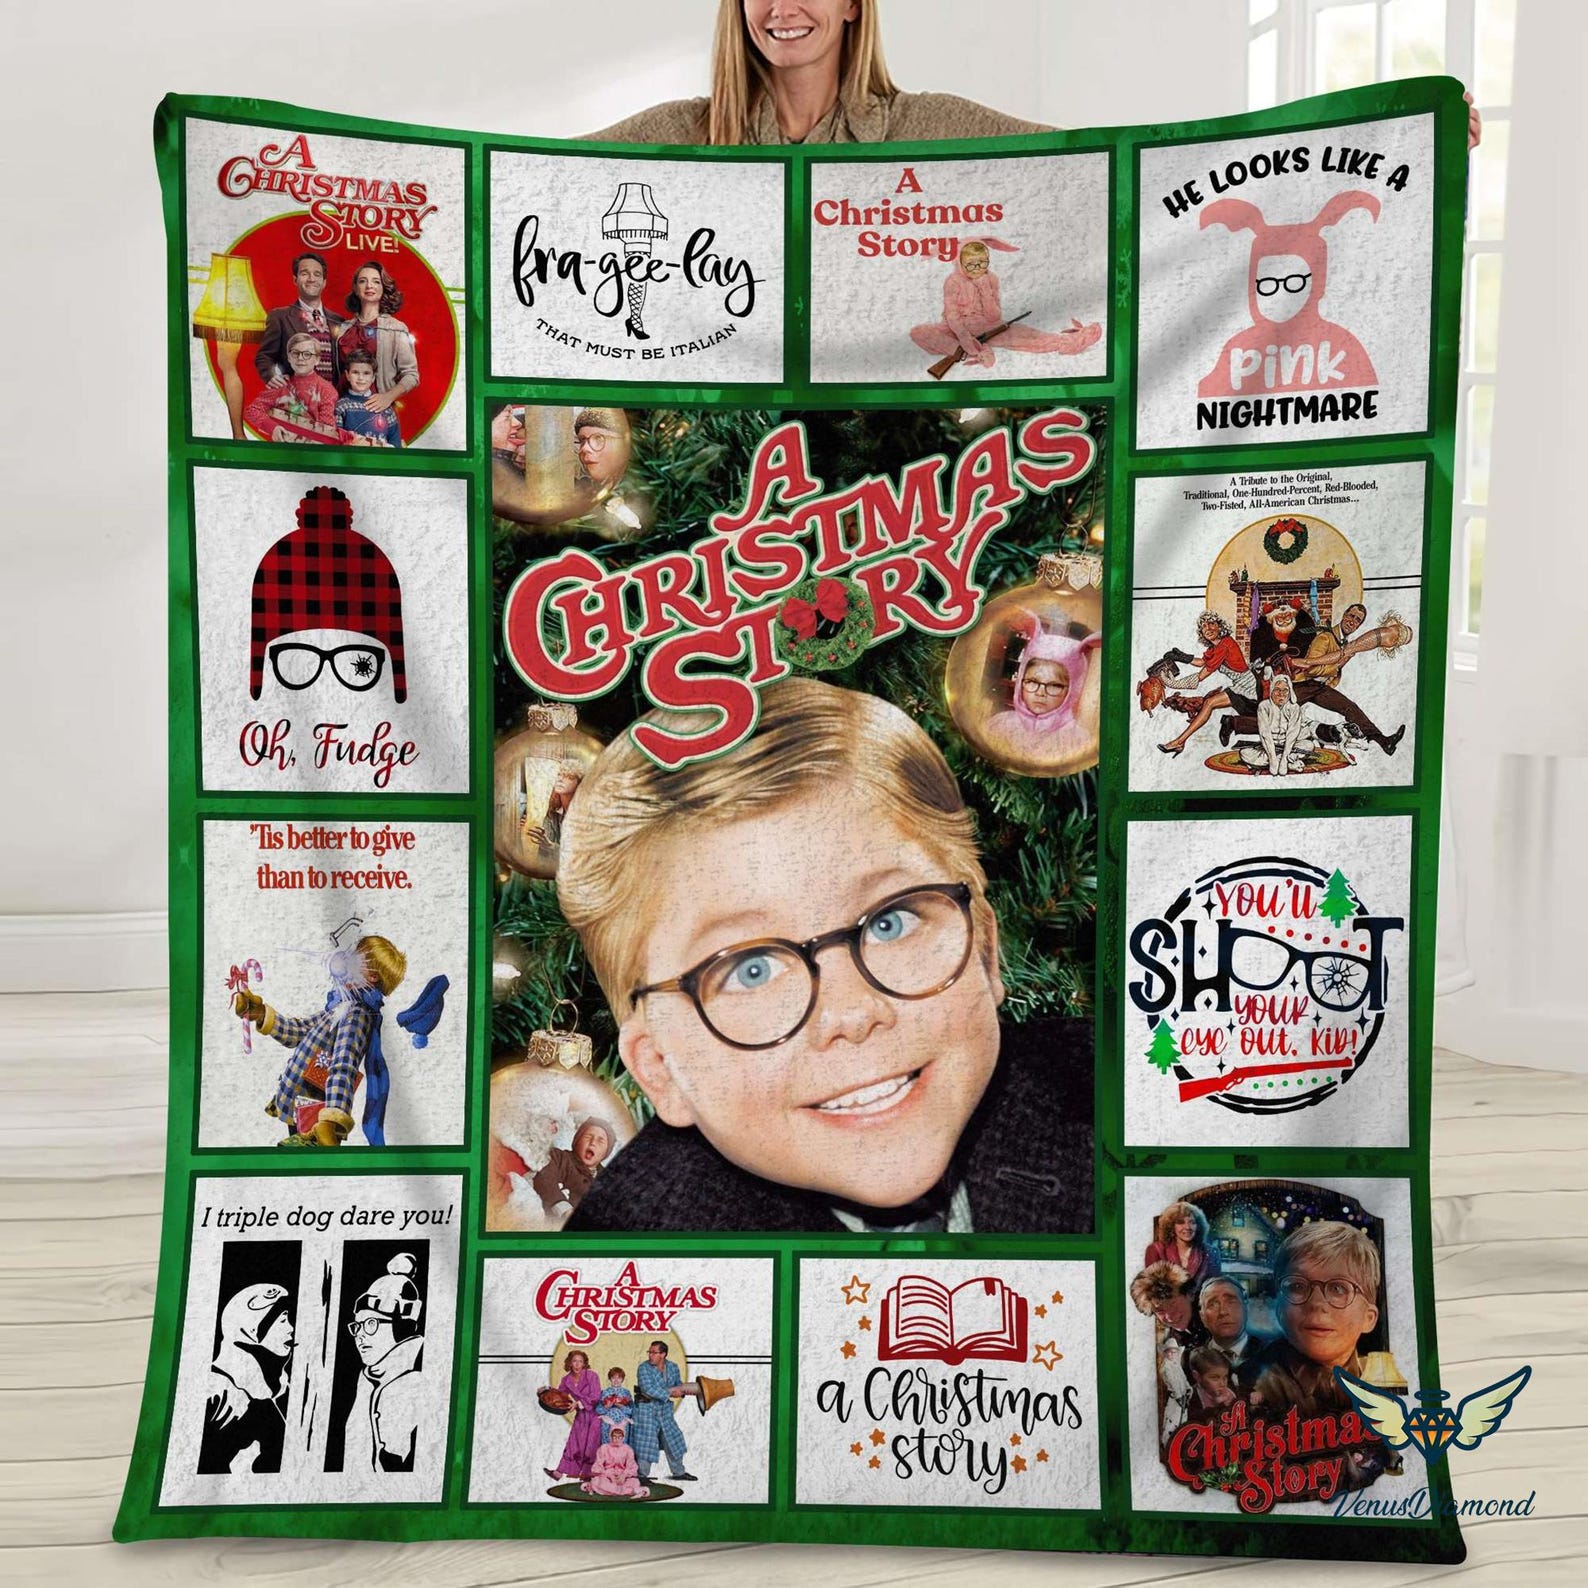 A
CHRISTMAS
STORY
LIVE!
fra-gee-lay
THAT MUST BE ITALIAN
A
Christmas
Story
HE LOOKS LIKE A
PINK
NIGHTMARE
Oh, Fudge
A
CHRISTMAS
STORY
A Tribute to the Original,
Traditional, One-Hundred-Percent, Red-Blooded,
Two-Fisted, All-American Christmas...
'Tis better to give
than to receive.
YOU'll
SHOOT
YOUR
eye out, KiD!
I triple dog dare you!
A
CHRISTMAS
STORY
a Christmas
story
A
Christmas
Story
VenusDiamond